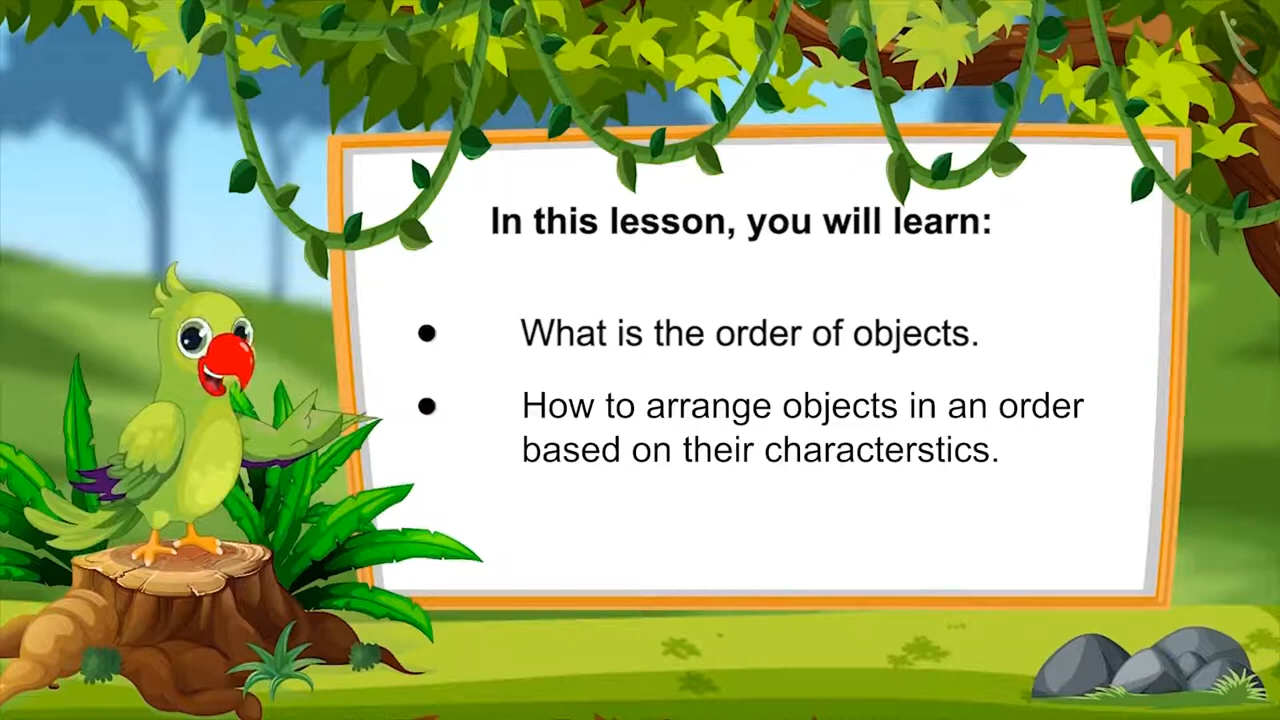 In this lesson, you will learn:
● What is the order of objects.
● How to arrange objects in an order
based on their characterstics.